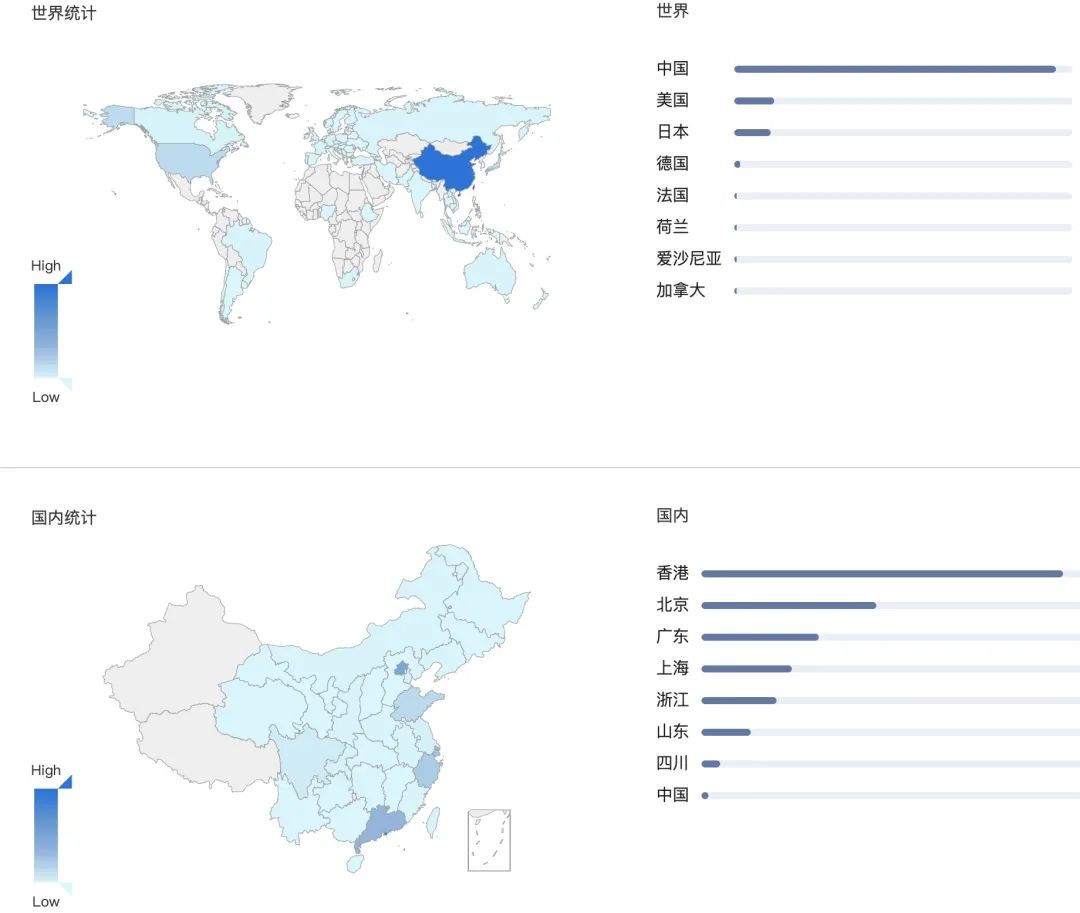 世界统计
世界
中国
美国
日本
德国
法国
荷兰
爱沙尼亚
加拿大
High
Low
国内统计
国内
香港
北京
广东
上海
浙江
山东
四川
中国
High
Low